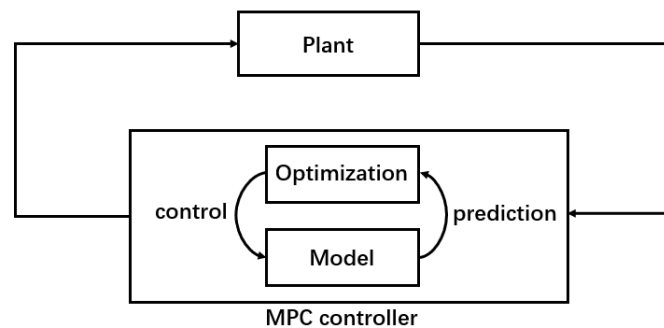 Plant
Optimization
control
prediction
Model
MPC controller